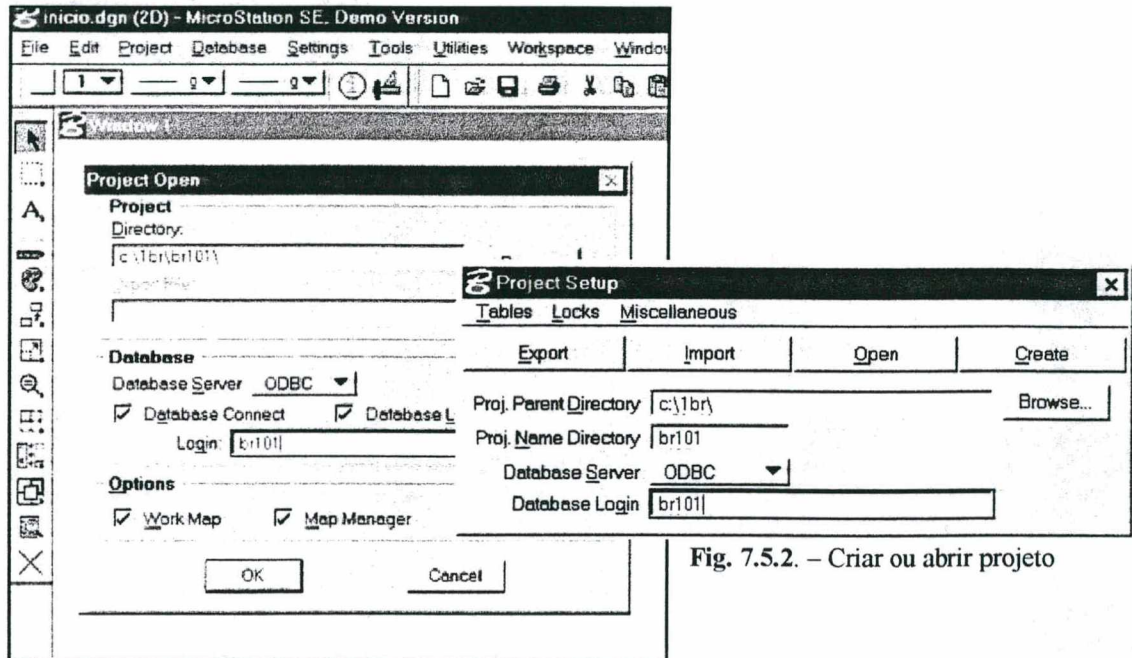 inicio.dgn (2D) - MicroStation SE. Demo Version
File Edit Project Database Settings Tools Utilities Workspace Windov
1
Window 1
Project Open
Project
Directory:
c:\1br\br101\
Database
Database Server ODBC
Database Connect Database L
Login: br101
Options
Work Map Map Manager
OK Cancel
Project Setup
Tables Locks Miscellaneous
Export Import Open Create
Proj. Parent Directory c:\1br\ Browse...
Proj. Name Directory br101
Database Server ODBC
Database Login br101
Fig. 7.5.2. – Criar ou abrir projeto